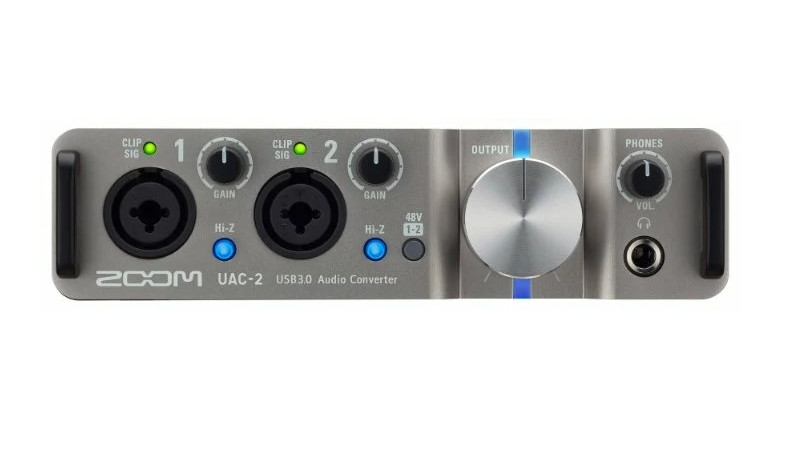 CLIP
SIG
1
GAIN
Hi-Z
CLIP
SIG
2
GAIN
Hi-Z
48V
1-2
OUTPUT
PHONES
VOL.
ZOOM UAC-2 USB3.0 Audio Converter